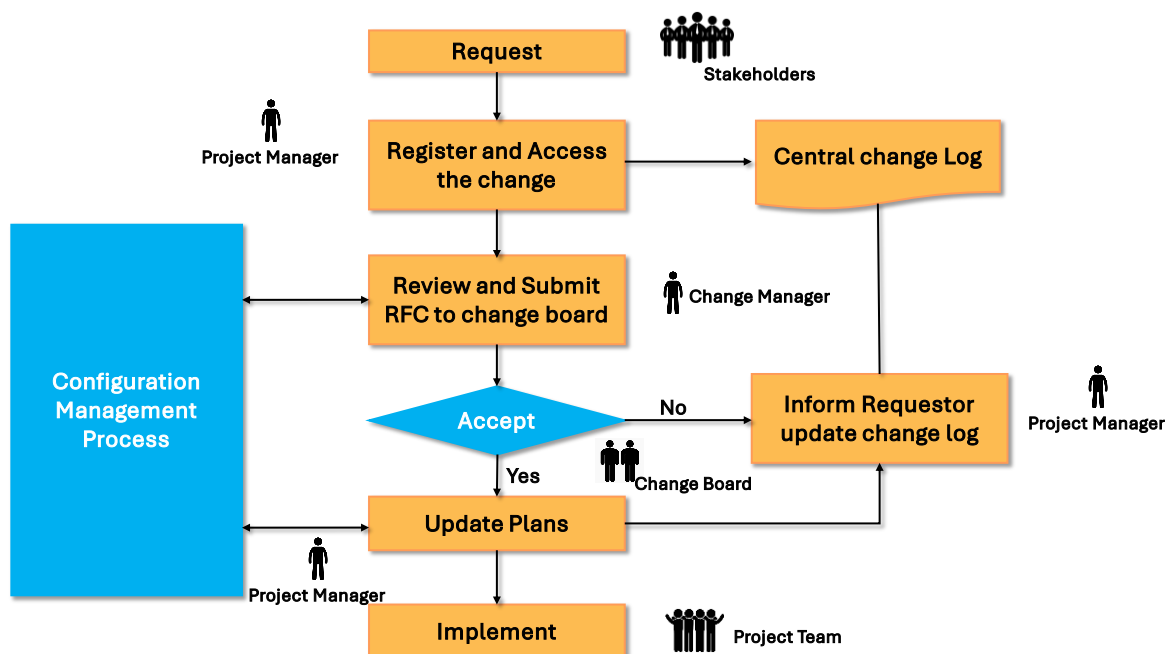 Request
Stakeholders
Project Manager
Register and Access
the change
Central change Log
Review and Submit
RFC to change board
Change Manager
Configuration
Management
Process
Accept
No
Inform Requestor
update change log
Project Manager
Yes
Change Board
Update Plans
Project Manager
Implement
Project Team